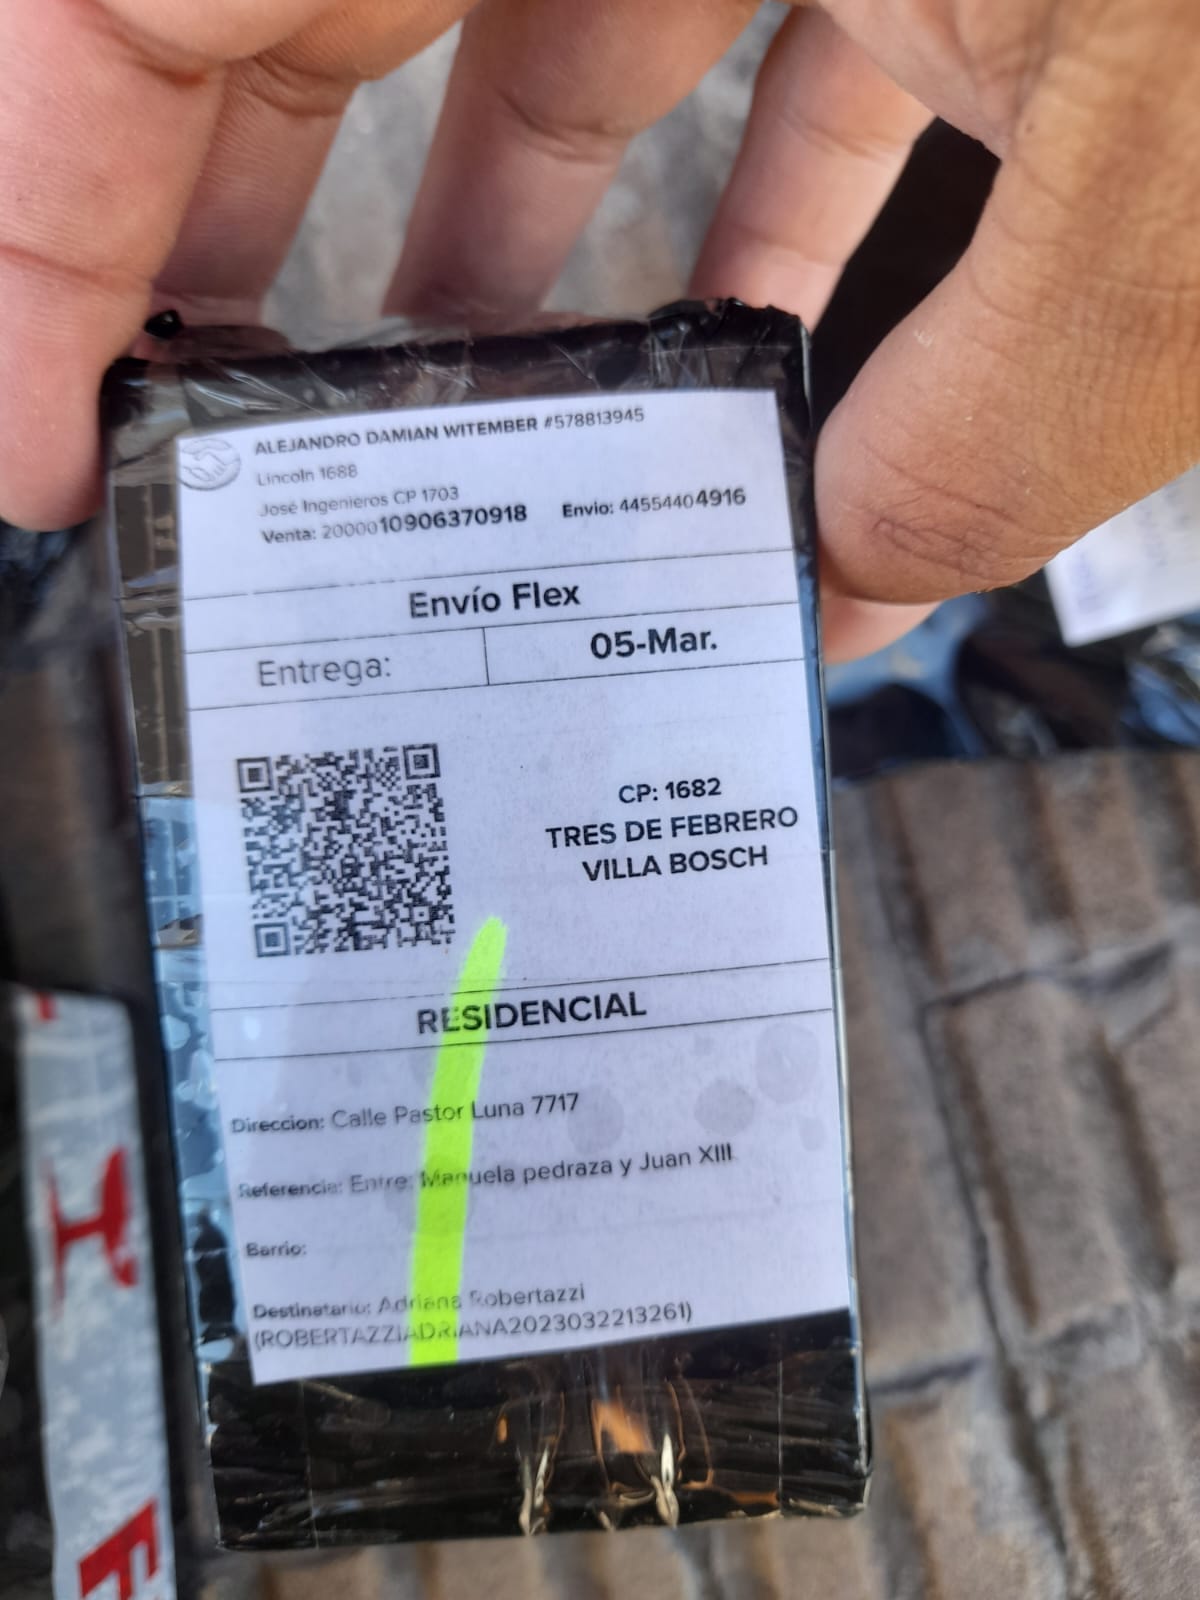 ALEJANDRO DAMIAN WITEMBER #578813945
Lincoln 1688
José Ingenieros CP 1703
Venta: 2000010906370918 Envio: 44554404916
Envío Flex
Entrega: 05-Mar.
CP: 1682
TRES DE FEBRERO
VILLA BOSCH
RESIDENCIAL
Direccion: Calle Pastor Luna 7717
Referencia: Entre: Manuela pedraza y Juan XIII
Barrio:
Destinatario: Adriana Robertazzi
(ROBERTAZZIADRIANA2023032213261)